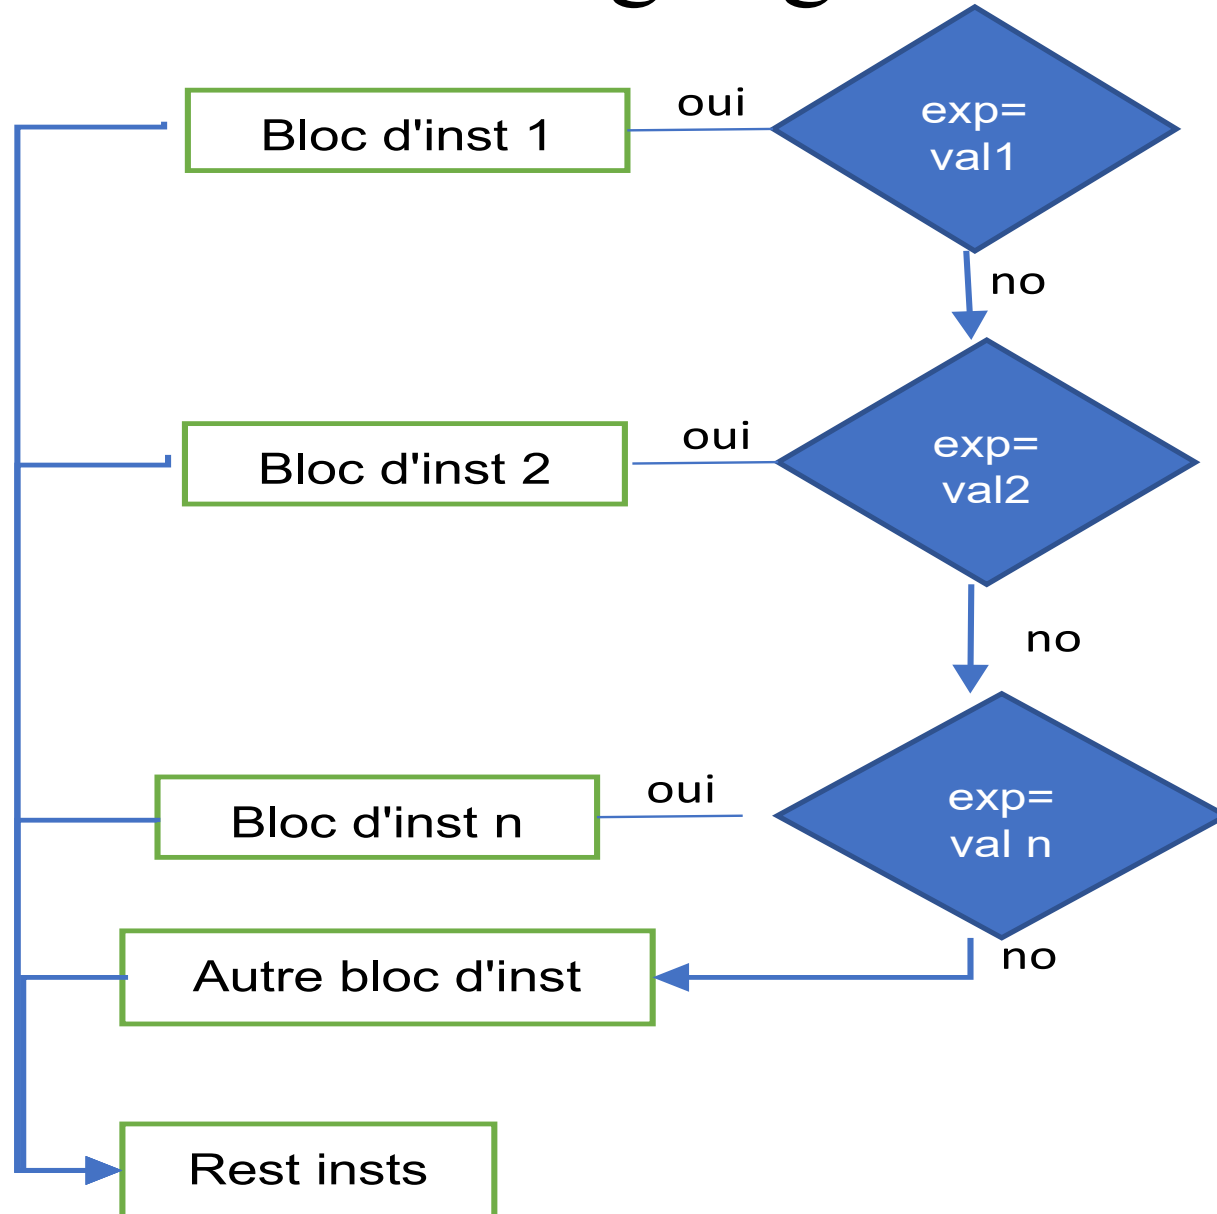 oui
exp=
val1
Bloc d'inst 1
no
oui
exp=
val2
Bloc d'inst 2
no
oui
exp=
val n
Bloc d'inst n
no
Autre bloc d'inst
Rest insts